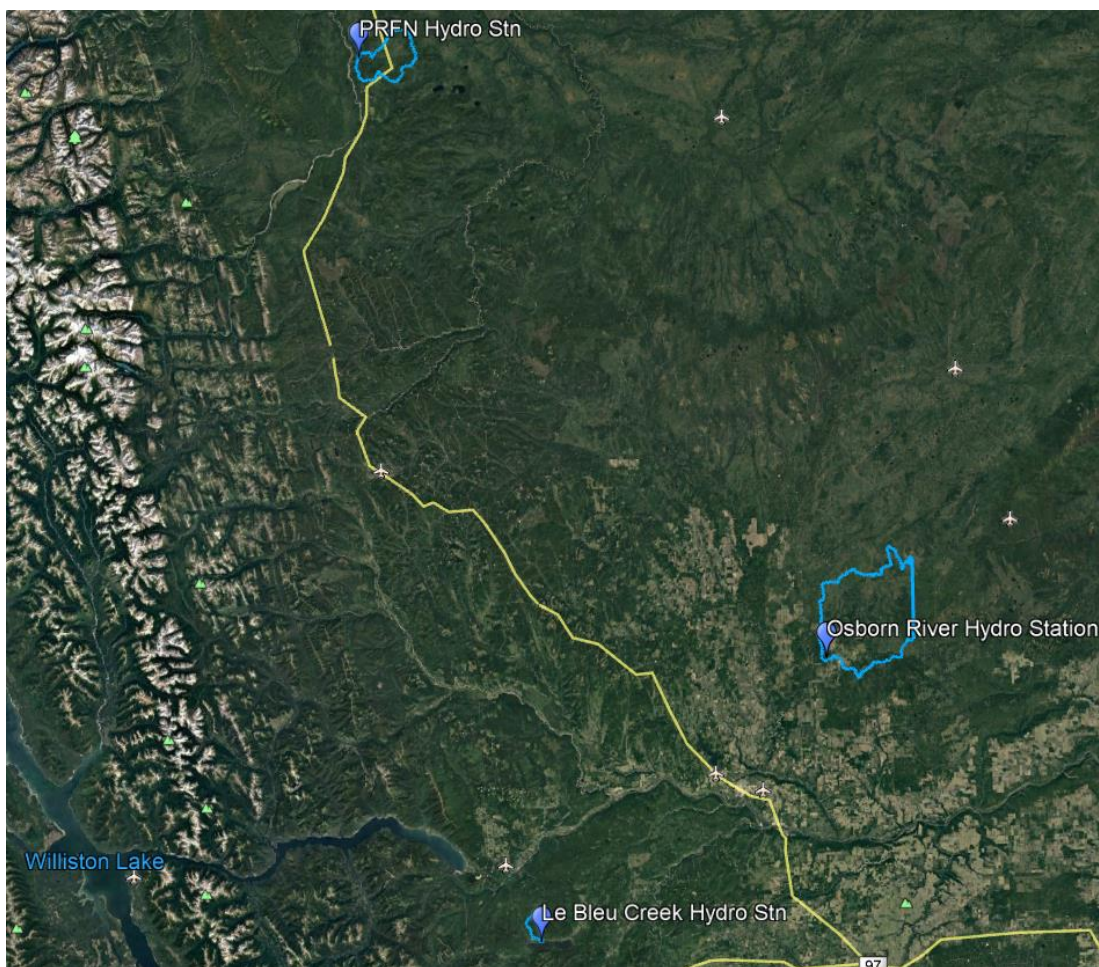 PRFN Hydro Stn
Osborn River Hydro Station
Williston Lake
Le Bleu Creek Hydro Stn
97